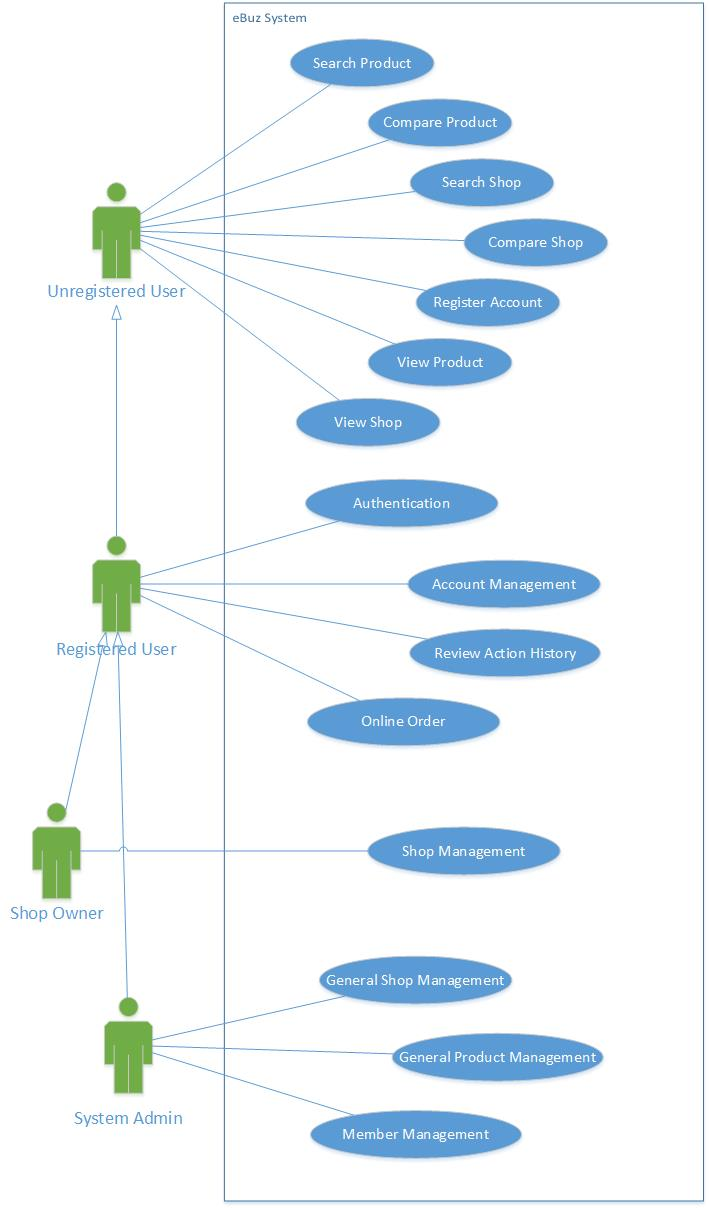 eBuz System
Search Product
Compare Product
Search Shop
Compare Shop
Unregistered User
Register Account
View Product
View Shop
Authentication
Account Management
Registered User
Review Action History
Online Order
Shop Management
Shop Owner
General Shop Management
General Product Management
System Admin
Member Management